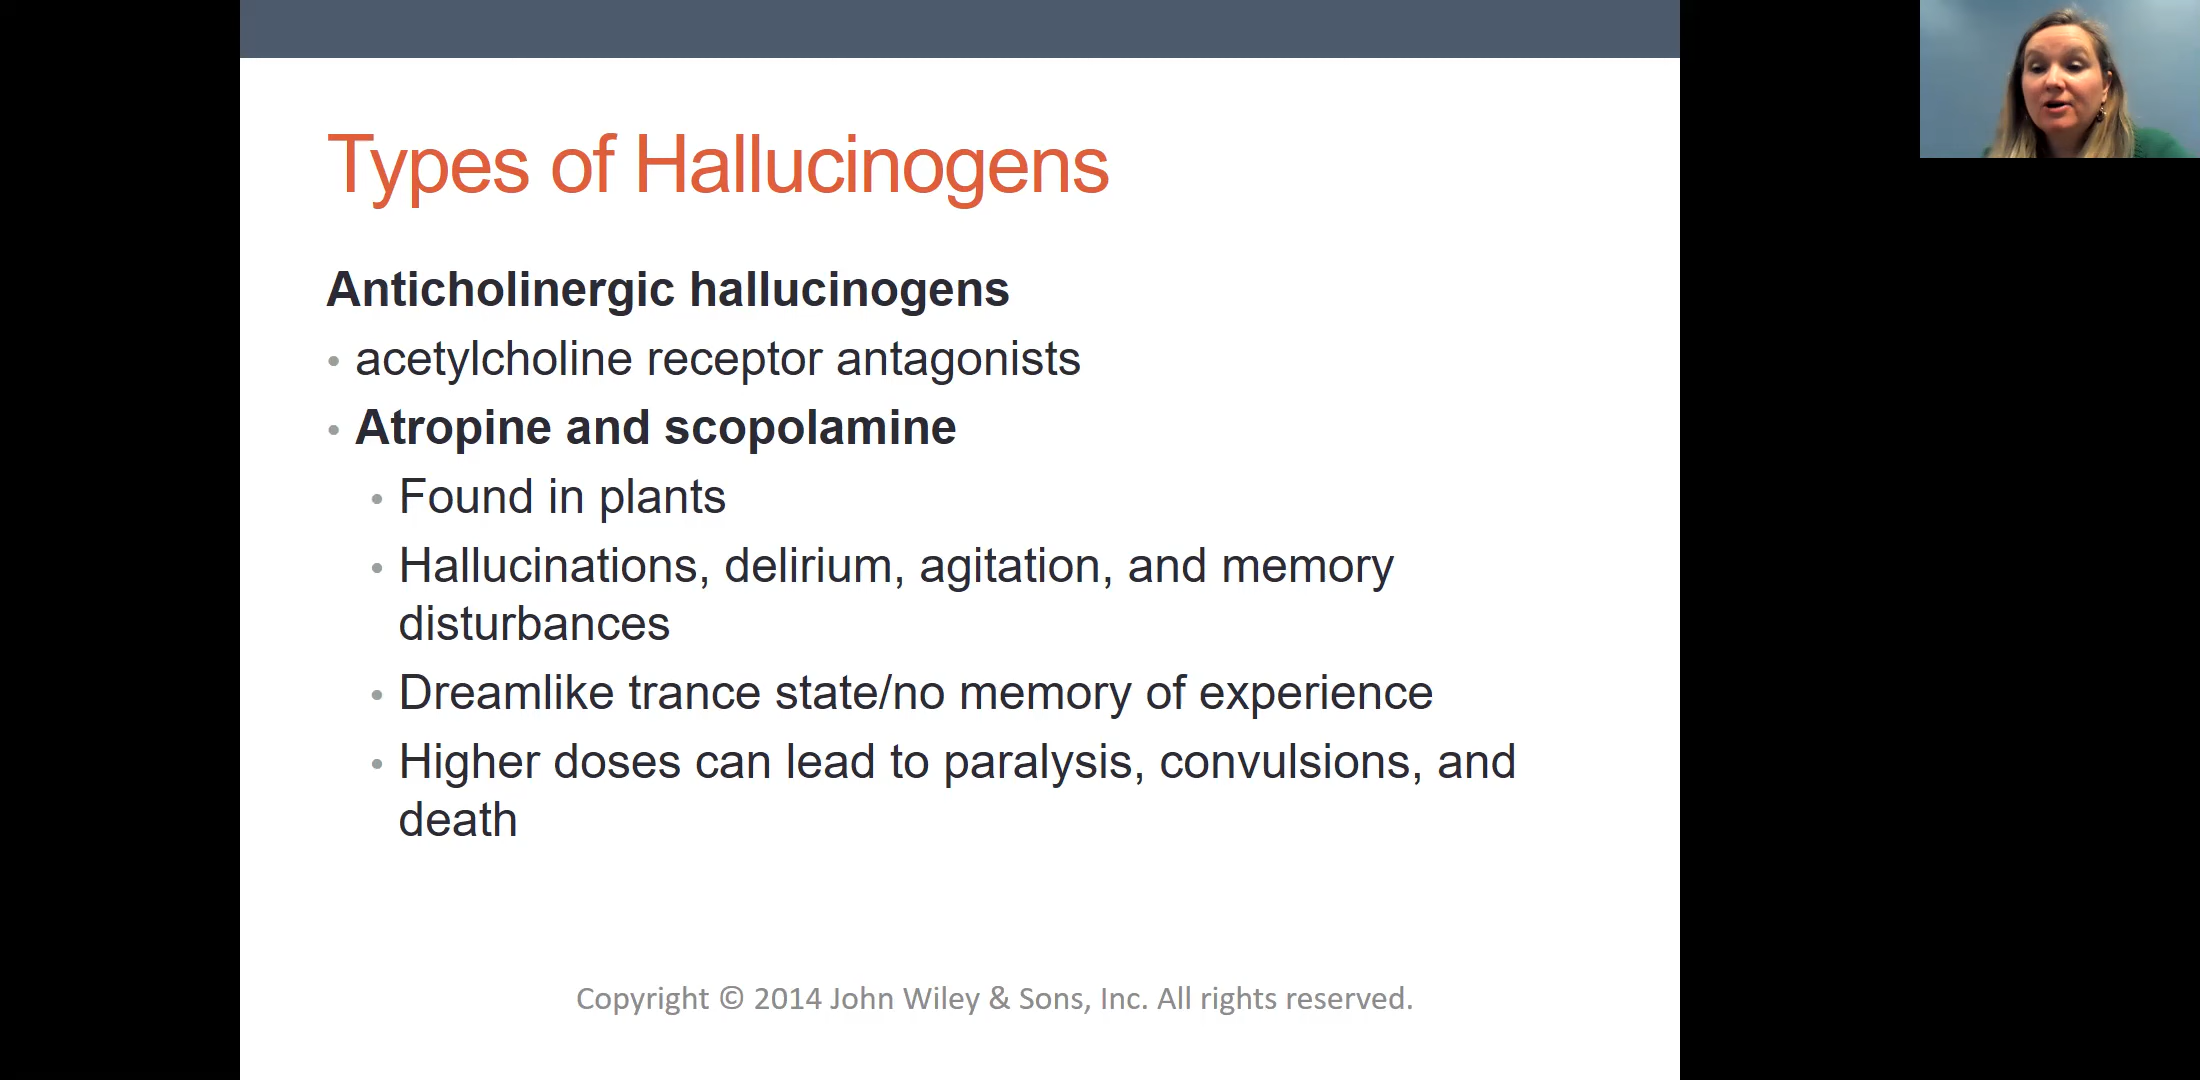 Types of Hallucinogens
Anticholinergic hallucinogens
• acetylcholine receptor antagonists
• Atropine and scopolamine
• Found in plants
• Hallucinations, delirium, agitation, and memory
disturbances
• Dreamlike trance state/no memory of experience
• Higher doses can lead to paralysis, convulsions, and
death
Copyright © 2014 John Wiley & Sons, Inc. All rights reserved.